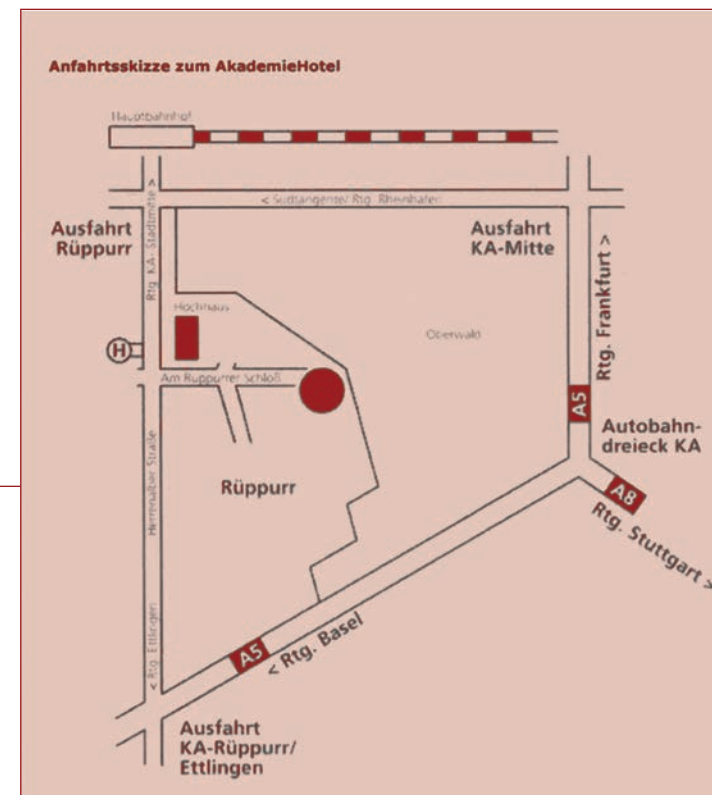 Anfahrtsskizze zum AkademieHotel
Hauptbahnhof
< Südtangente/ Rtg. Rheinhafen
Ausfahrt
Rüppurr
Rtg. KA- Stadtmitte >
Ausfahrt
KA-Mitte
Rtg. Frankfurt >
Hochhaus
H
Oberwald
Am Rüppurrer Schloß
A5
Autobahn-
dreieck KA
A8
Rtg. Stuttgart >
Rüppurr
Herrenalber Straße
< Rtg. Ettlingen
A5
< Rtg. Basel
Ausfahrt
KA-Rüppurr/
Ettlingen